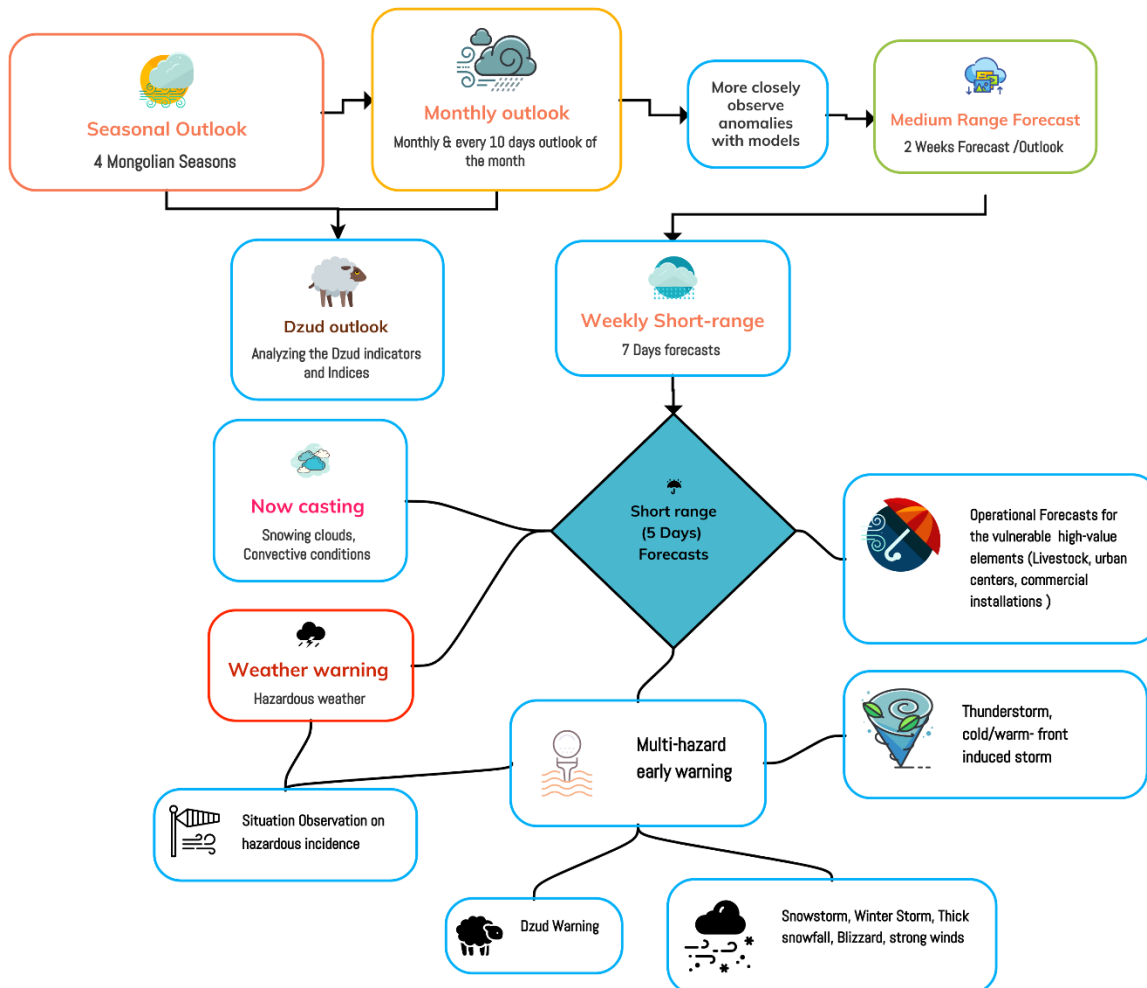 Seasonal Outlook
4 Mongolian Seasons
Monthly outlook
Monthly & every 10 days outlook of
the month
More closely
observe
anomalies
with models
Medium Range Forecast
2 Weeks Forecast /Outlook
Dzud outlook
Analyzing the Dzud indicators
and Indices
Weekly Short-range
7 Days forecasts
Now casting
Snowing clouds,
Convective conditions
Short range
(5 Days)
Forecasts
Operational Forecasts for
the vulnerable high-value
elements (Livestock, urban
centers, commercial
installations )
Weather warning
Hazardous weather
Multi-hazard
early warning
Thunderstorm,
cold/warm- front
induced storm
Situation Observation on
hazardous incidence
Dzud Warning
Snowstorm, Winter Storm, Thick
snowfall, Blizzard, strong winds